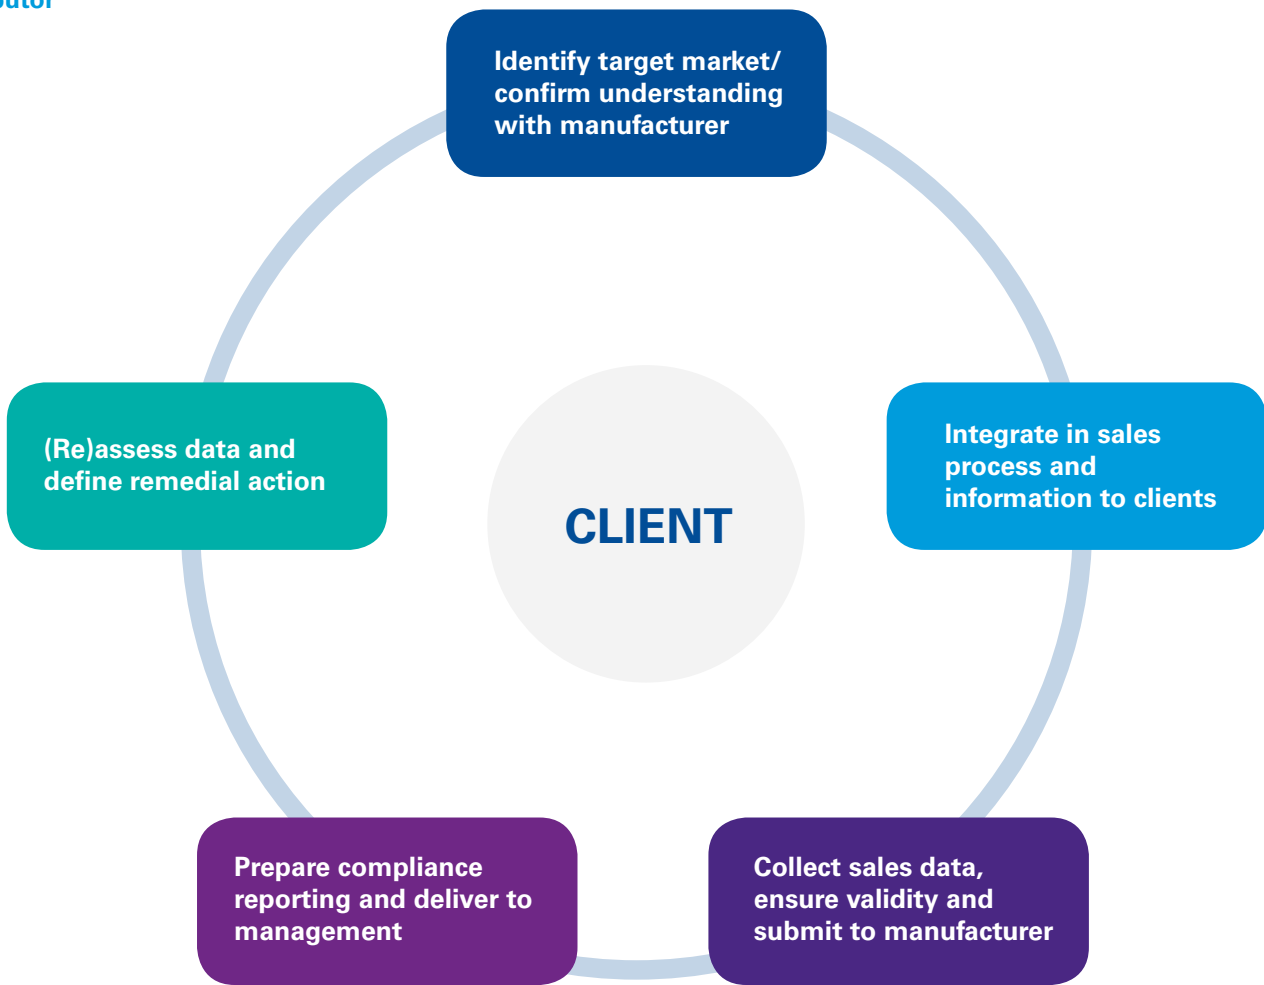 Identify target market/
confirm understanding
with manufacturer
Integrate in sales
process and
information to clients
Collect sales data,
ensure validity and
submit to manufacturer
Prepare compliance
reporting and deliver to
management
(Re)assess data and
define remedial action
CLIENT